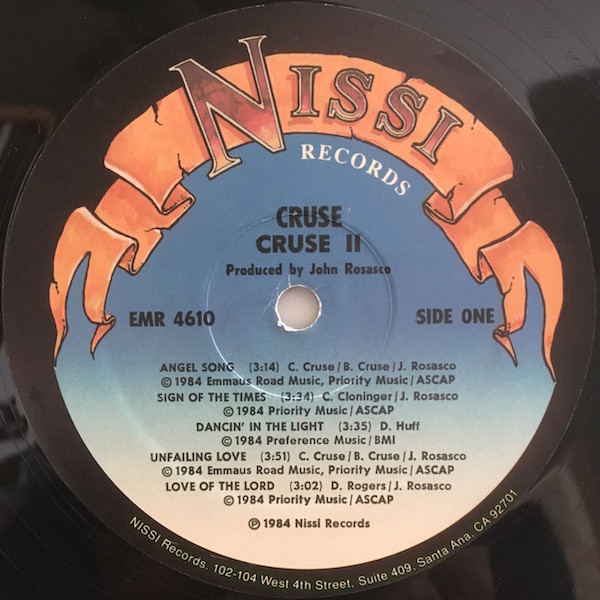 NISSI
RECORDS
CRUSE
CRUSE II
Produced by John Rosasco
EMR 4610
SIDE ONE
ANGEL SONG (3:14) C. Cruse/B. Cruse/J. Rosasco
© 1984 Emmaus Road Music, Priority Music/ASCAP
SIGN OF THE TIMES (3:34) C. Cloninger/J. Rosasco
© 1984 Priority Music/ASCAP
DANCIN' IN THE LIGHT (3:35) D. Huff
© 1984 Preference Music/BMI
UNFAILING LOVE (3:51) C. Cruse/B. Cruse/J. Rosasco
© 1984 Emmaus Road Music, Priority Music/ASCAP
LOVE OF THE LORD (3:02) D. Rogers/J. Rosasco
© 1984 Priority Music/ASCAP
℗ 1984 Nissi Records
NISSI Records. 102-104 West 4th Street, Suite 409, Santa Ana, CA 92701